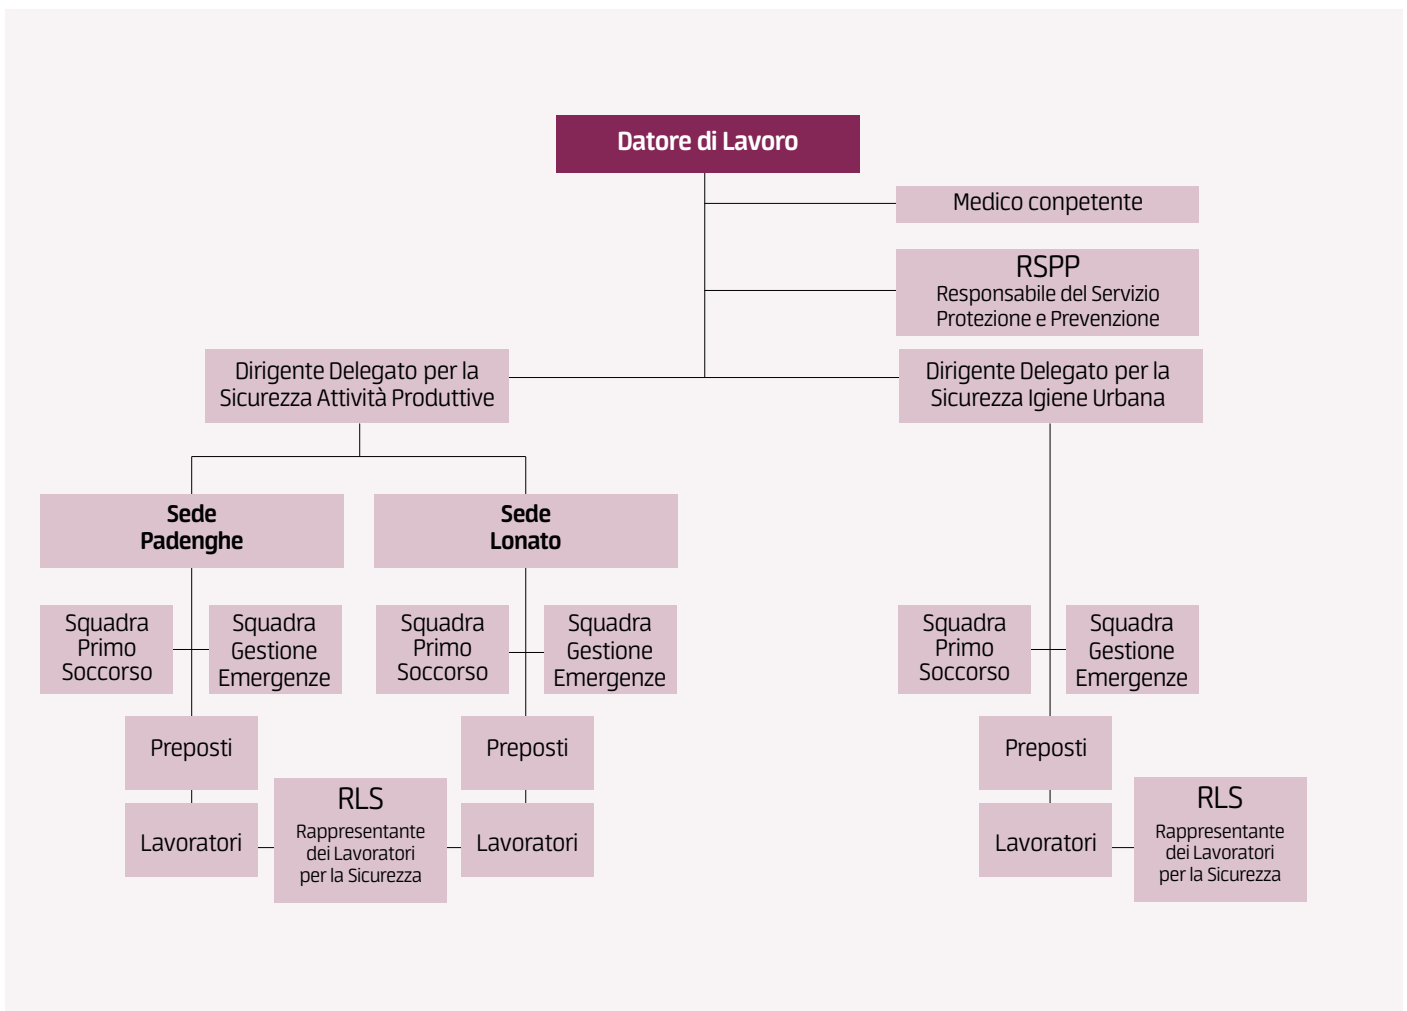 Datore di Lavoro
Medico conpetente
RSPP
Responsabile del Servizio
Protezione e Prevenzione
Dirigente Delegato per la
Sicurezza Attività Produttive
Dirigente Delegato per la
Sicurezza Igiene Urbana
Sede
Padenghe
Sede
Lonato
Squadra
Primo
Soccorso
Squadra
Gestione
Emergenze
Squadra
Primo
Soccorso
Squadra
Gestione
Emergenze
Squadra
Primo
Soccorso
Squadra
Gestione
Emergenze
Preposti
Preposti
Preposti
Lavoratori
RLS
Rappresentante
dei Lavoratori
per la Sicurezza
Lavoratori
Lavoratori
RLS
Rappresentante
dei Lavoratori
per la Sicurezza